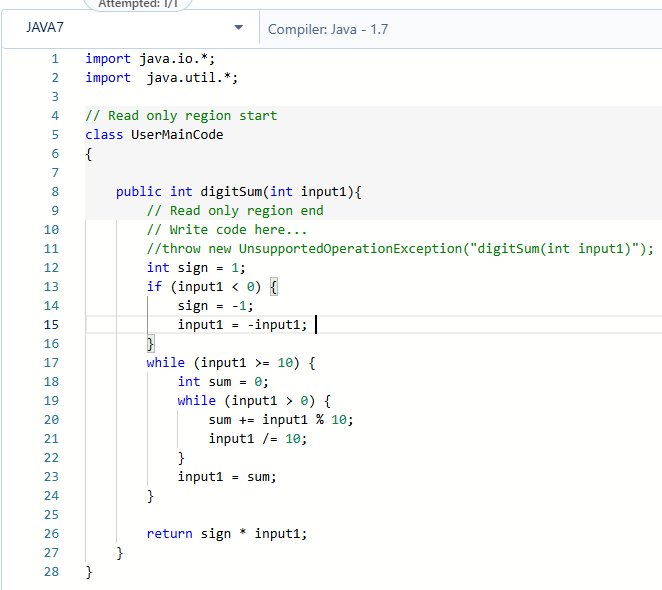 Attempted: 1/1
JAVA7
Compiler: Java - 1.7
1 import java.io.*;
2 import  java.util.*;
3
4 // Read only region start
5 class UserMainCode
6 {
7
8     public int digitSum(int input1){
9         // Read only region end
10         // Write code here...
11         //throw new UnsupportedOperationException("digitSum(int input1)");
12         int sign = 1;
13         if (input1 < 0) {
14             sign = -1;
15             input1 = -input1;
16         }
17         while (input1 >= 10) {
18             int sum = 0;
19             while (input1 > 0) {
20                 sum += input1 % 10;
21                 input1 /= 10;
22             }
23             input1 = sum;
24         }
25
26         return sign * input1;
27     }
28 }